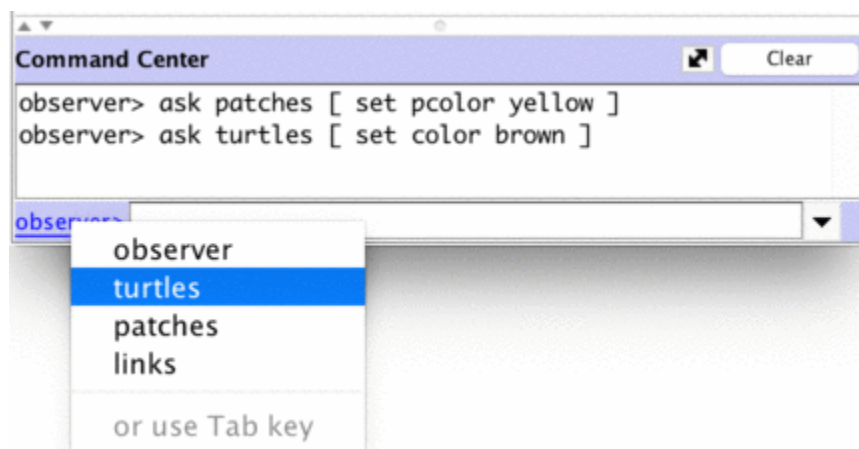 Command Center
Clear
observer> ask patches [ set pcolor yellow ]
observer> ask turtles [ set color brown ]
observer>
observer
turtles
patches
links
or use Tab key